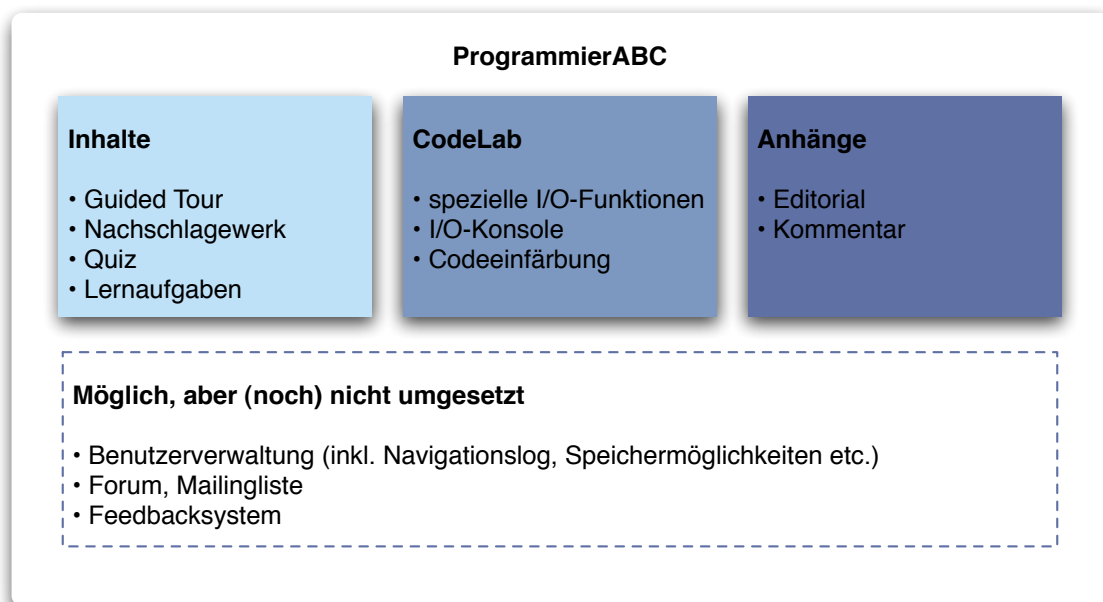 ProgrammierABC
Inhalte
• Guided Tour
• Nachschlagewerk
• Quiz
• Lernaufgaben
CodeLab
• spezielle I/O-Funktionen
• I/O-Konsole
• Codeeinfärbung
Anhänge
• Editorial
• Kommentar
Möglich, aber (noch) nicht umgesetzt
• Benutzerverwaltung (inkl. Navigationslog, Speichermöglichkeiten etc.)
• Forum, Mailingliste
• Feedbacksystem